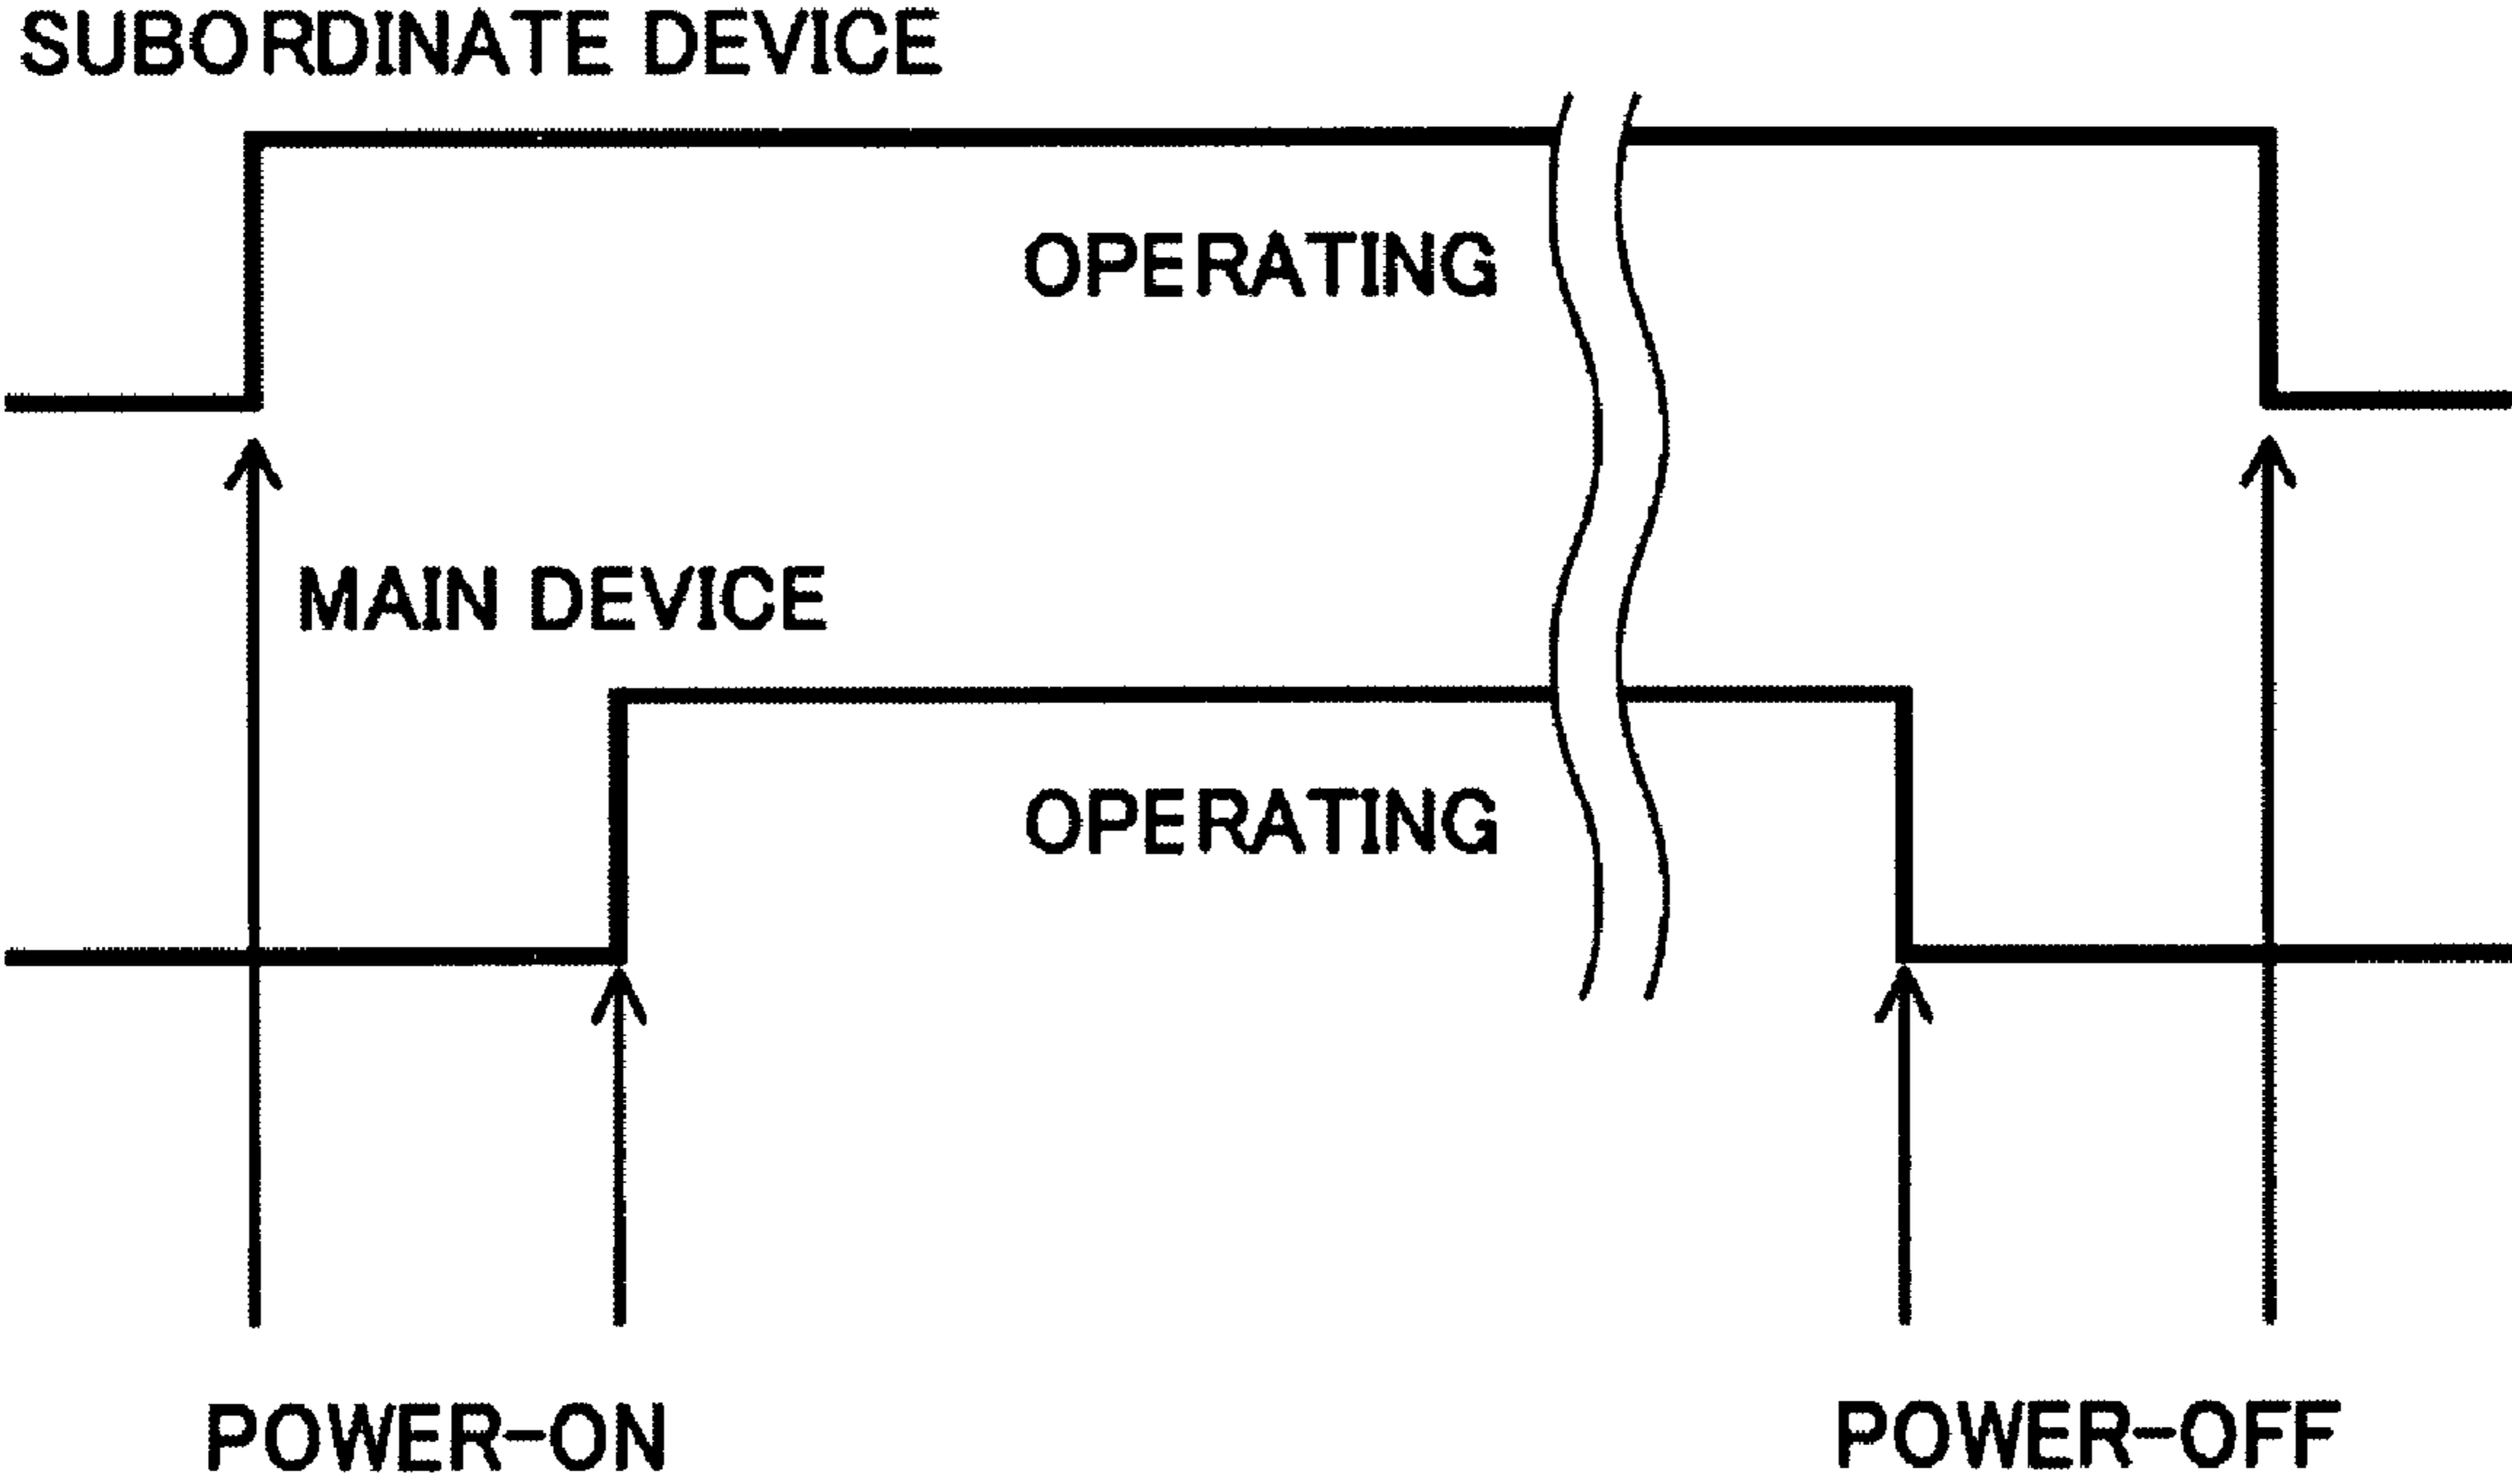 SUBORDINATE DEVICE
OPERATING
MAIN DEVICE
OPERATING
POWER-ON
POWER-OFF